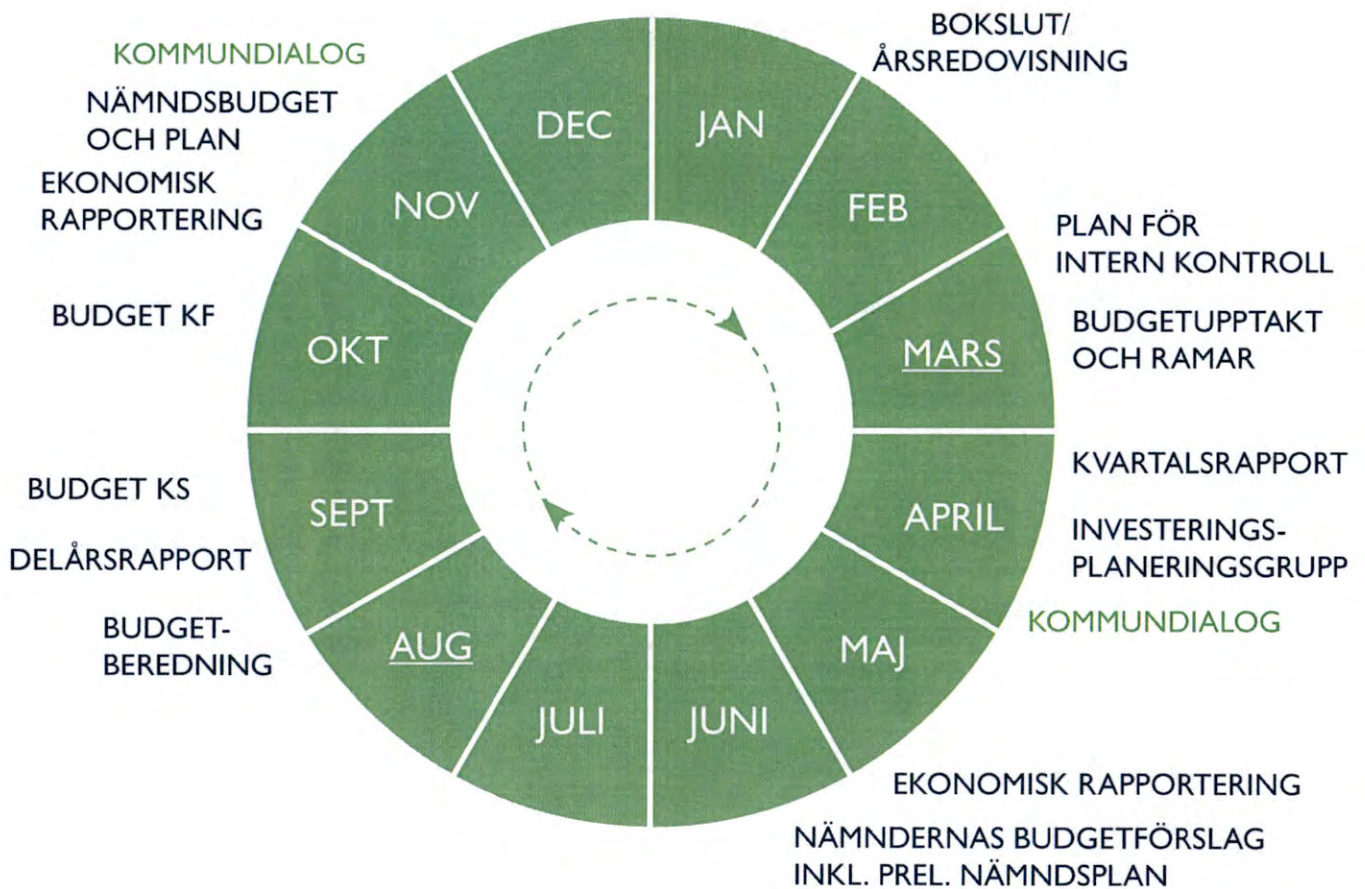 JAN
FEB
MARS
APRIL
MAJ
JUNI
JULI
AUG
SEPT
OKT
NOV
DEC
BOKSLUT/
ÅRSREDOVISNING
PLAN FÖR
INTERN KONTROLL
BUDGETUPPTAKT
OCH RAMAR
KVARTALSRAPPORT
INVESTERINGS-
PLANERINGSGRUPP
KOMMUNDIALOG
EKONOMISK RAPPORTERING
NÄMNDERNAS BUDGETFÖRSLAG
INKL. PREL. NÄMNDSPLAN
BUDGET-
BEREDNING
DELÅRSRAPPORT
BUDGET KS
BUDGET KF
EKONOMISK
RAPPORTERING
NÄMNDSBUDGET
OCH PLAN
KOMMUNDIALOG